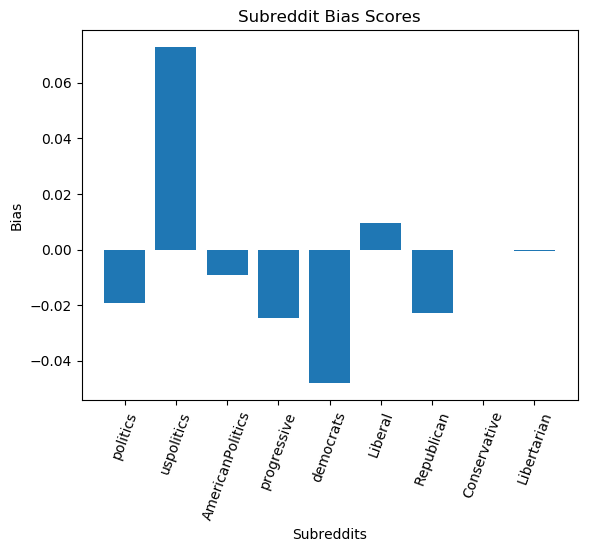 Subreddit Bias Scores
Bias
0.06
0.04
0.02
0.00
−0.02
−0.04
politics
uspolitics
AmericanPolitics
progressive
democrats
Liberal
Republican
Conservative
Libertarian
Subreddits